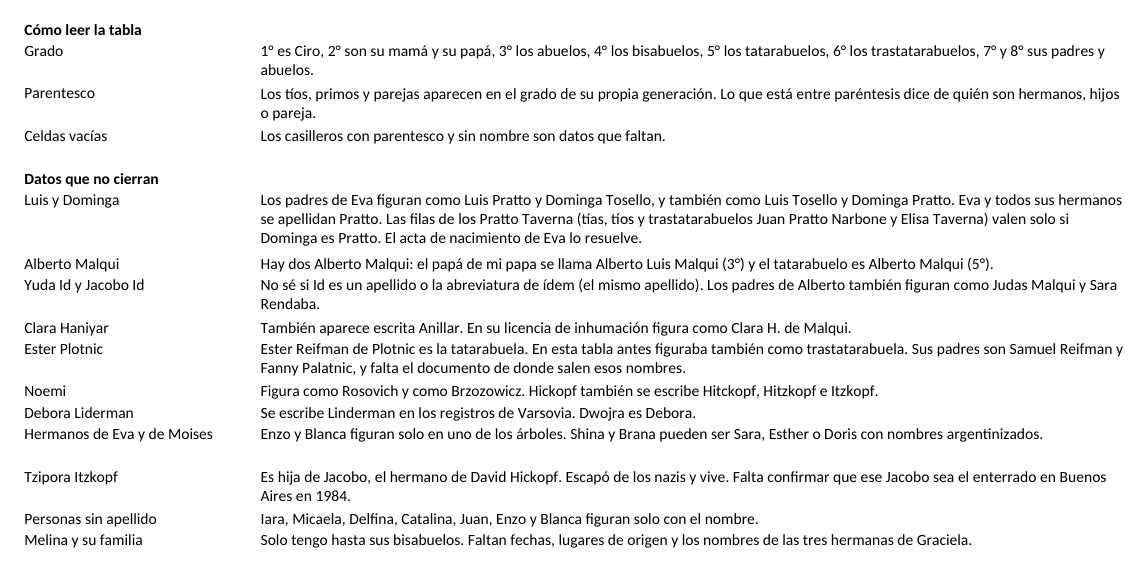 Cómo leer la tabla
Grado 1° es Ciro, 2° son su mamá y su papá, 3° los abuelos, 4° los bisabuelos, 5° los tatarabuelos, 6° los trastatarabuelos, 7° y 8° sus padres y
abuelos.
Parentesco Los tíos, primos y parejas aparecen en el grado de su propia generación. Lo que está entre paréntesis dice de quién son hermanos, hijos
o pareja.
Celdas vacías Los casilleros con parentesco y sin nombre son datos que faltan.
Datos que no cierran
Luis y Dominga Los padres de Eva figuran como Luis Pratto y Dominga Tosello, y también como Luis Tosello y Dominga Pratto. Eva y todos sus hermanos
se apellidan Pratto. Las filas de los Pratto Taverna (tías, tíos y trastatarabuelos Juan Pratto Narbone y Elisa Taverna) valen solo si
Dominga es Pratto. El acta de nacimiento de Eva lo resuelve.
Alberto Malqui Hay dos Alberto Malqui: el papá de mi papa se llama Alberto Luis Malqui (3°) y el tatarabuelo es Alberto Malqui (5°).
Yuda Id y Jacobo Id No sé si Id es un apellido o la abreviatura de ídem (el mismo apellido). Los padres de Alberto también figuran como Judas Malqui y Sara
Rendaba.
Clara Haniyar También aparece escrita Anillar. En su licencia de inhumación figura como Clara H. de Malqui.
Ester Plotnic Ester Reifman de Plotnic es la tatarabuela. En esta tabla antes figuraba también como trastatarabuela. Sus padres son Samuel Reifman y
Fanny Palatnic, y falta el documento de donde salen esos nombres.
Noemi Figura como Rosovich y como Brzozowicz. Hickopf también se escribe Hitckopf, Hitzkopf e Itzkopf.
Debora Liderman Se escribe Linderman en los registros de Varsovia. Dwojra es Debora.
Hermanos de Eva y de Moises Enzo y Blanca figuran solo en uno de los árboles. Shina y Brana pueden ser Sara, Esther o Doris con nombres argentinizados.
Tzipora Itzkopf Es hija de Jacobo, el hermano de David Hickopf. Escapó de los nazis y vive. Falta confirmar que ese Jacobo sea el enterrado en Buenos
Aires en 1984.
Personas sin apellido Iara, Micaela, Delfina, Catalina, Juan, Enzo y Blanca figuran solo con el nombre.
Melina y su familia Solo tengo hasta sus bisabuelos. Faltan fechas, lugares de origen y los nombres de las tres hermanas de Graciela.